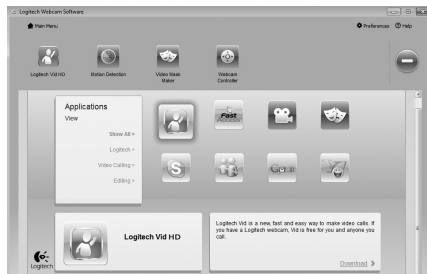 Logitech Webcam Software
Main Menu
Preferences
Help
Logitech Vid HD
Motion Detection
Video Mask
Maker
Webcam
Controller
Applications
View
Show All >
Logitech >
Video Calling >
Editing >
Fast
Access
Logitech
Logitech Vid HD
Logitech Vid is a new, fast and easy way to make video calls. If
you have a Logitech webcam, Vid is free for you and anyone you
call.
Download